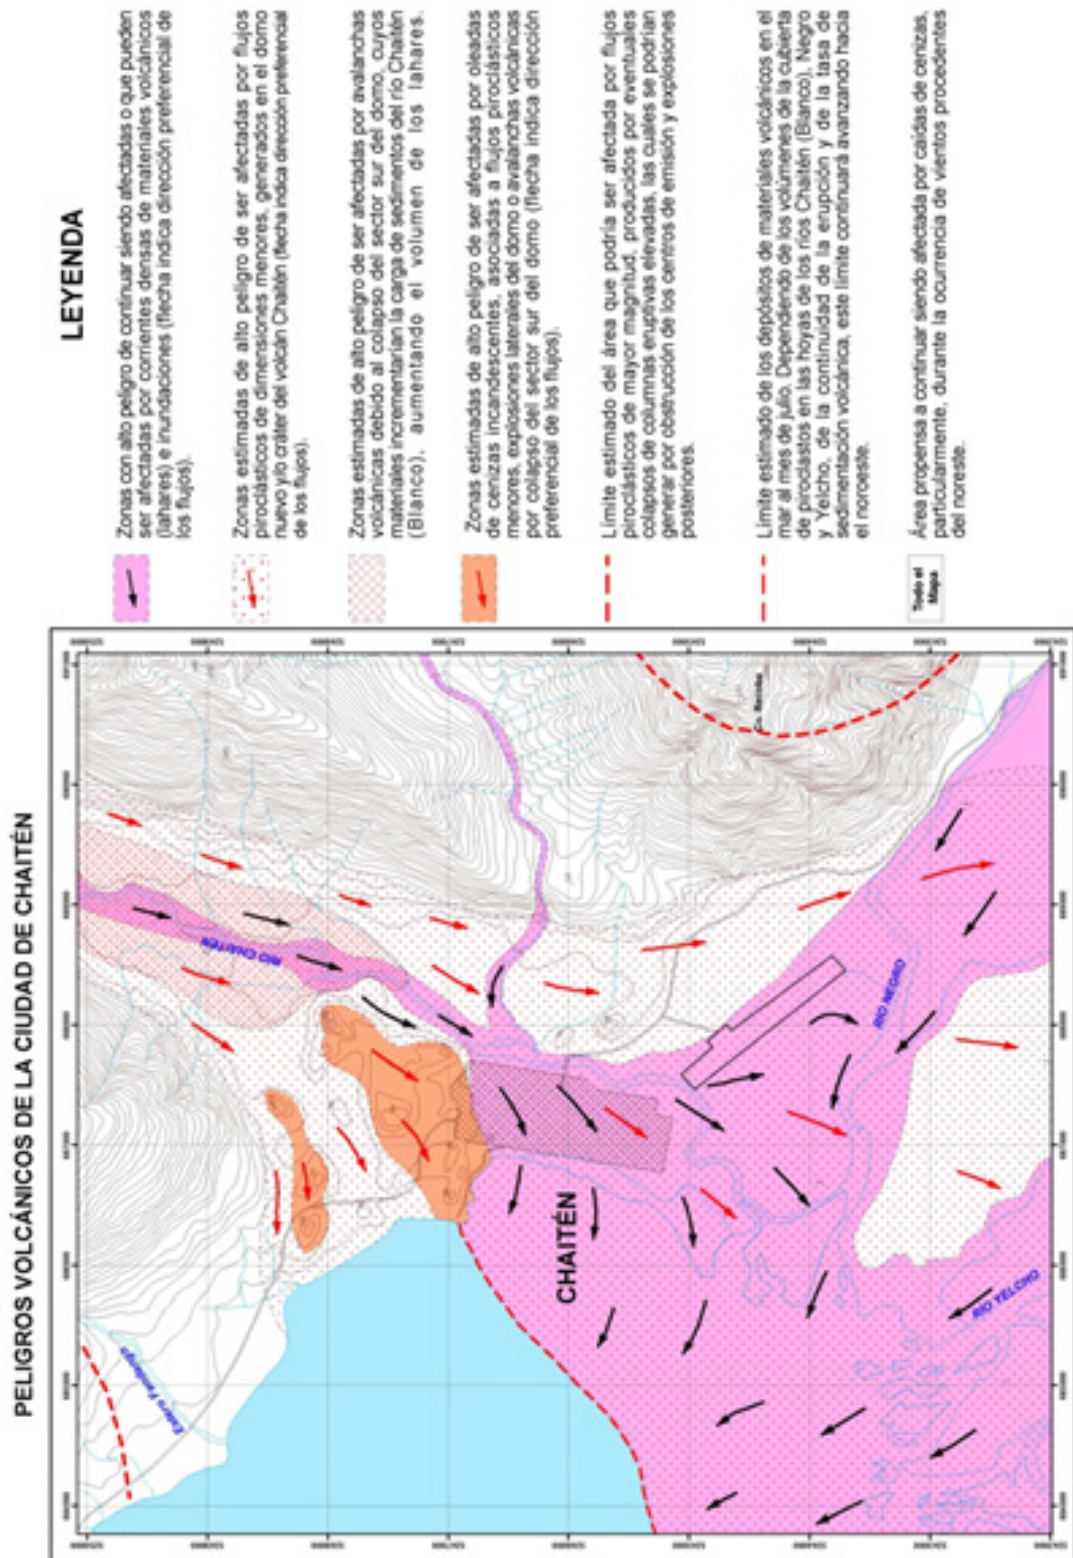 PELIGROS VOLCÁNICOS DE LA CIUDAD DE CHAITÉN
RÍO CHAITÉN
Estero Fandango
CHAITÉN
RÍO NEGRO
RÍO YELCHO
LEYENDA
Zonas con alto peligro de continuar siendo afectadas o que pueden
ser afectadas por corrientes densas de materiales volcánicos
(lahares) e inundaciones (flecha indica dirección preferencial de
los flujos).
Zonas estimadas de alto peligro de ser afectadas por flujos
piroclásticos de dimensiones menores, generados en el domo
nuevo y/o cráter del volcán Chaitén (flecha indica dirección preferencial
de los flujos).
Zonas estimadas de alto peligro de ser afectadas por avalanchas
volcánicas debido al colapso del sector sur del domo, cuyos
materiales incrementarían la carga de sedimentos del río Chaitén
(Blanco), aumentando el volumen de los lahares.
Zonas estimadas de alto peligro de ser afectadas por oleadas
de cenizas incandescentes, asociadas a flujos piroclásticos
menores, explosiones laterales del domo o avalanchas volcánicas
por colapso del sector sur del domo (flecha indica dirección
preferencial de los flujos).
Límite estimado del área que podría ser afectada por flujos
piroclásticos de mayor magnitud, producidos por eventuales
colapsos de columnas eruptivas elevadas, las cuales se podrían
generar por obstrucción de los centros de emisión y explosiones
posteriores.
Límite estimado de los depósitos de materiales volcánicos en el
mar al mes de julio. Dependiendo de los volúmenes de la cubierta
de piroclastos en las hoyas de los ríos Chaitén (Blanco), Negro
y Yelcho, de la continuidad de la erupción y de la tasa de
sedimentación volcánica, este límite continuará avanzando hacia
el noroeste.
Todo el
Mapa
Área propensa a continuar siendo afectada por caídas de cenizas,
particularmente, durante la ocurrencia de vientos procedentes
del noreste.